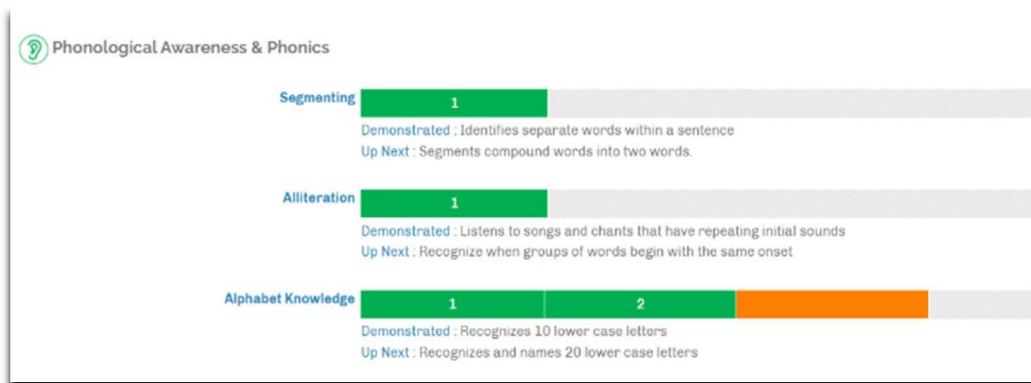 Phonological Awareness & Phonics
Segmenting 1
Demonstrated : Identifies separate words within a sentence
Up Next : Segments compound words into two words.
Alliteration 1
Demonstrated : Listens to songs and chants that have repeating initial sounds
Up Next : Recognize when groups of words begin with the same onset
Alphabet Knowledge 1 2
Demonstrated : Recognizes 10 lower case letters
Up Next : Recognizes and names 20 lower case letters